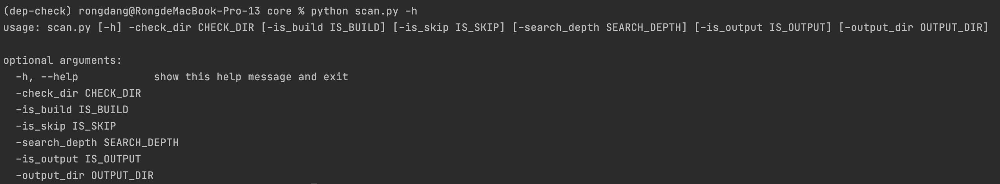 (dep-check) rongdang@RongdeMacBook-Pro-13 core % python scan.py -h
usage: scan.py [-h] -check_dir CHECK_DIR [-is_build IS_BUILD] [-is_skip IS_SKIP] [-search_depth SEARCH_DEPTH] [-is_output IS_OUTPUT] [-output_dir OUTPUT_DIR]
optional arguments:
-h, --help show this help message and exit
-check_dir CHECK_DIR
-is_build IS_BUILD
-is_skip IS_SKIP
-search_depth SEARCH_DEPTH
-is_output IS_OUTPUT
-output_dir OUTPUT_DIR